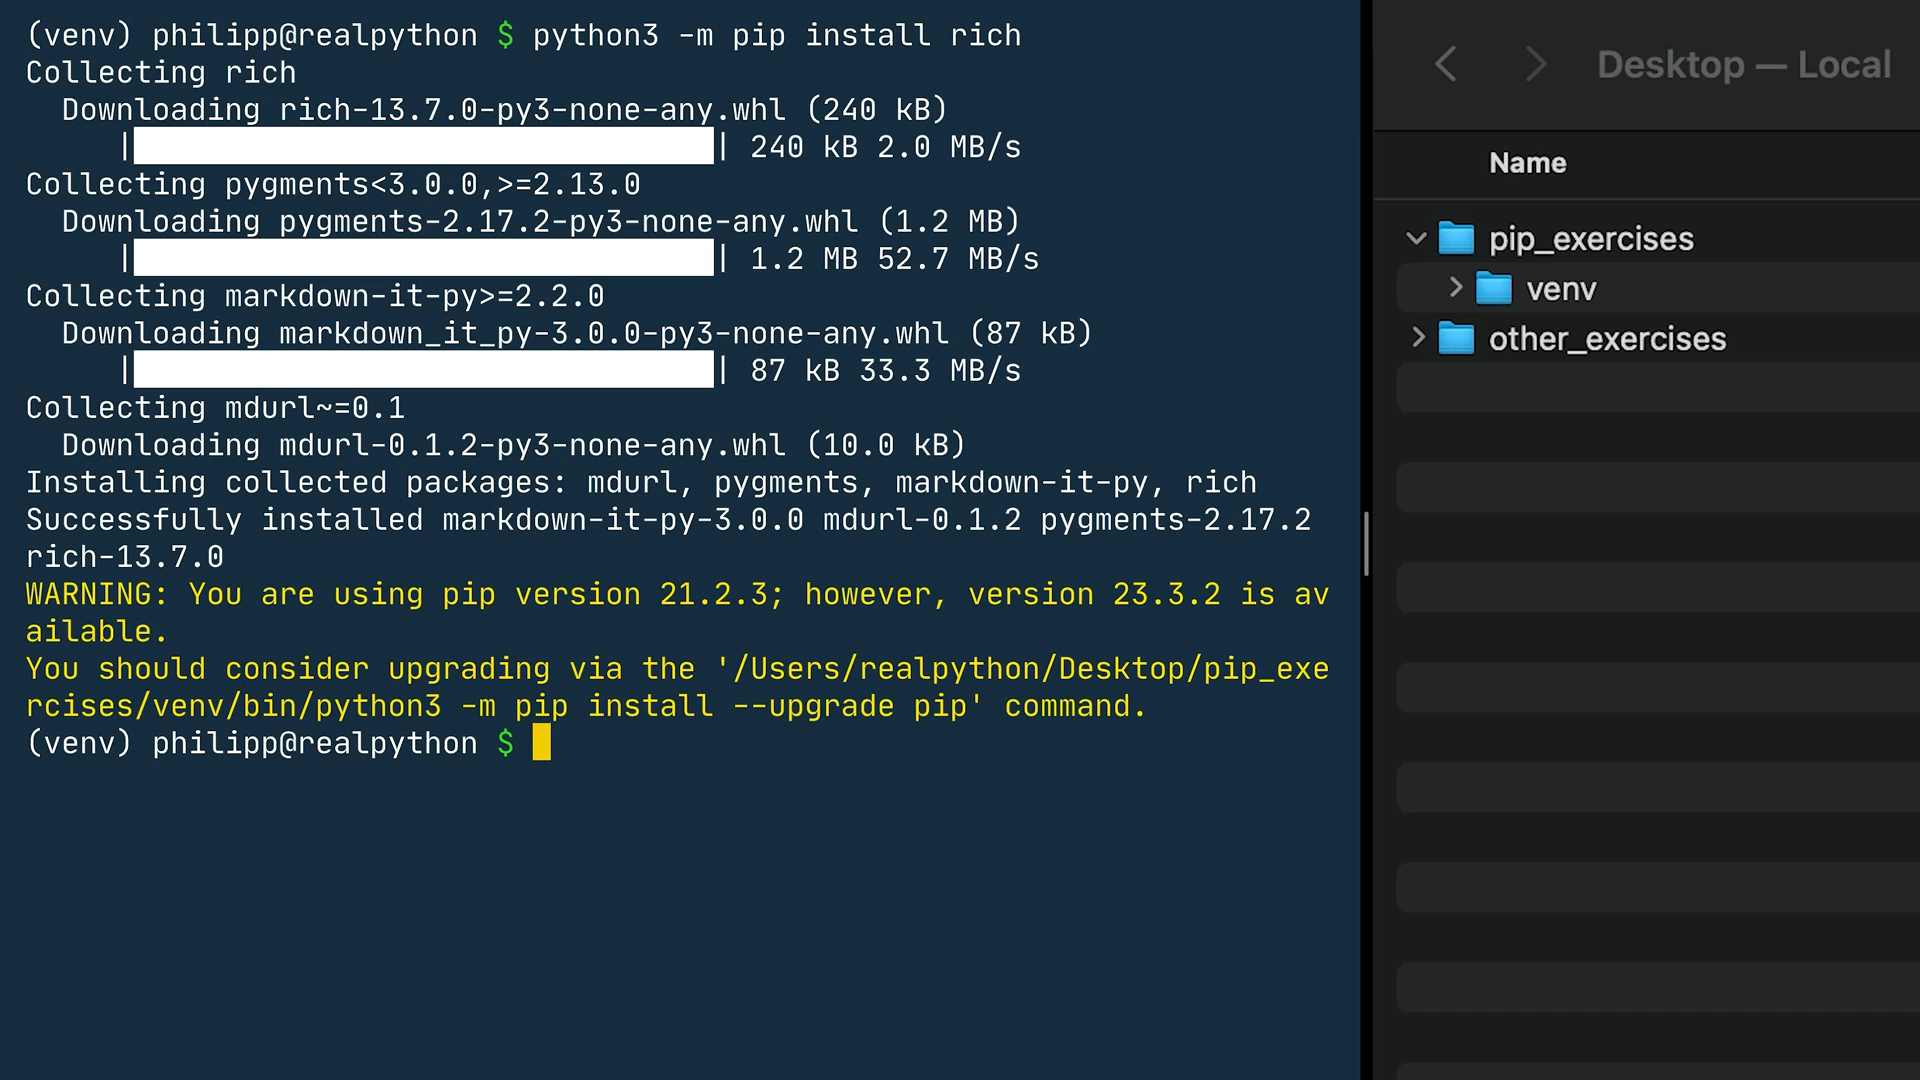 (venv) philipp@realpython $ python3 -m pip install rich
Collecting rich
  Downloading rich-13.7.0-py3-none-any.whl (240 kB)
     || 240 kB 2.0 MB/s
Collecting pygments<3.0.0,>=2.13.0
  Downloading pygments-2.17.2-py3-none-any.whl (1.2 MB)
     || 1.2 MB 52.7 MB/s
Collecting markdown-it-py>=2.2.0
  Downloading markdown_it_py-3.0.0-py3-none-any.whl (87 kB)
     || 87 kB 33.3 MB/s
Collecting mdurl~=0.1
  Downloading mdurl-0.1.2-py3-none-any.whl (10.0 kB)
Installing collected packages: mdurl, pygments, markdown-it-py, rich
Successfully installed markdown-it-py-3.0.0 mdurl-0.1.2 pygments-2.17.2
rich-13.7.0
WARNING: You are using pip version 21.2.3; however, version 23.3.2 is av
ailable.
You should consider upgrading via the '/Users/realpython/Desktop/pip_exe
rcises/venv/bin/python3 -m pip install --upgrade pip' command.
(venv) philipp@realpython $
Desktop — Local
Name
pip_exercises
venv
other_exercises